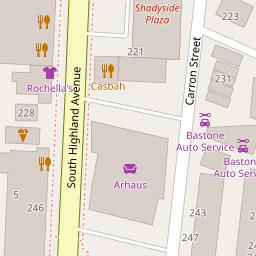 Shadyside
Plaza
223
221
Carron Street
Casbah
Rochella's
South Highland Avenue
231
228
Bastone
Auto Service
Baston
Auto Servi
Arhaus
5
246
243
247